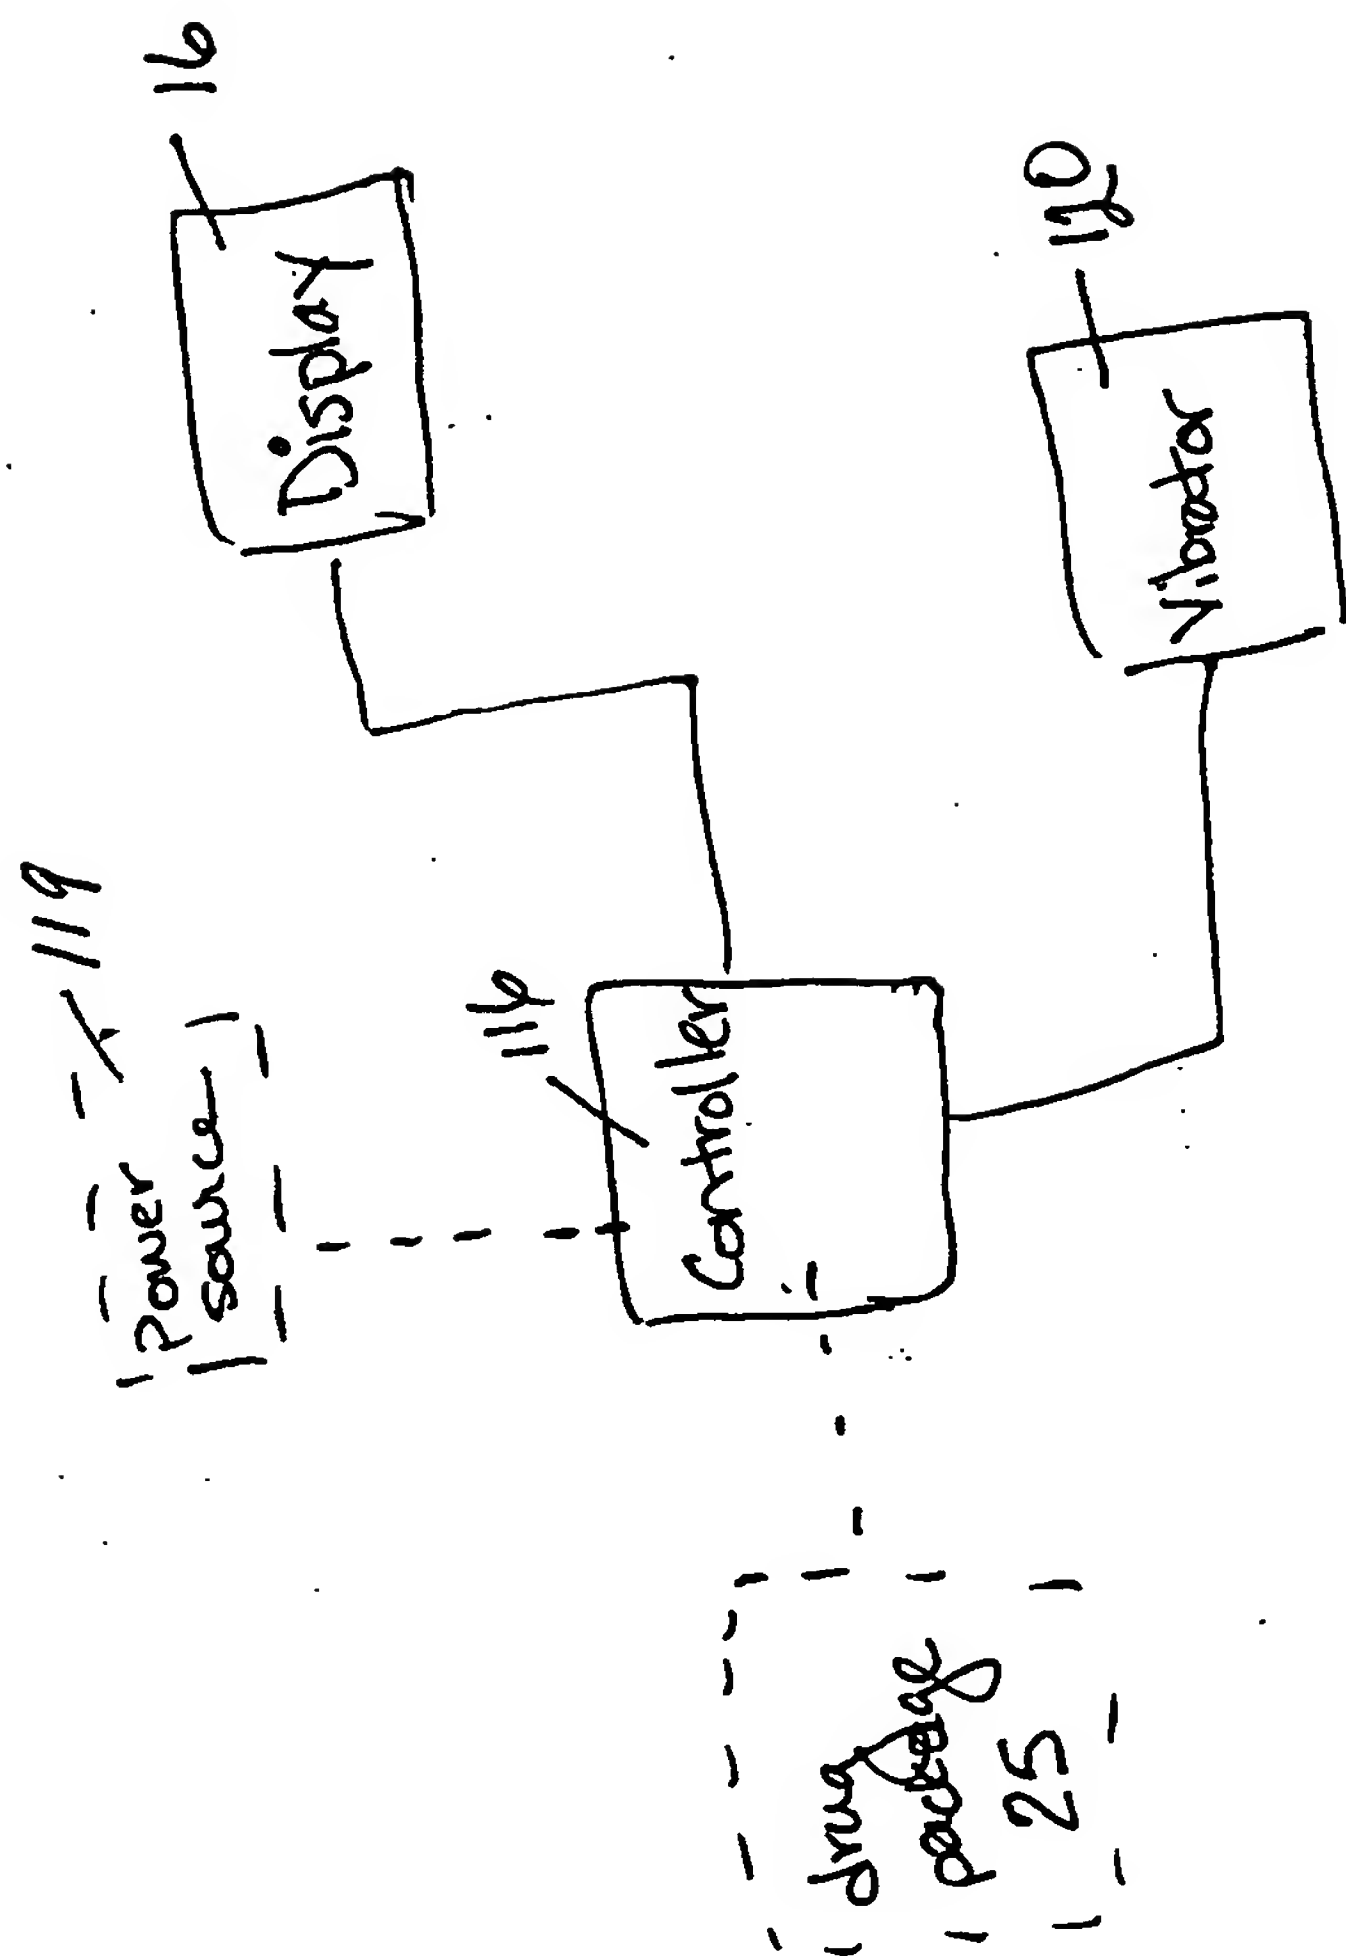 119
Power
source
16
Display
116
Controller
drug
package
25
120
Vibrator